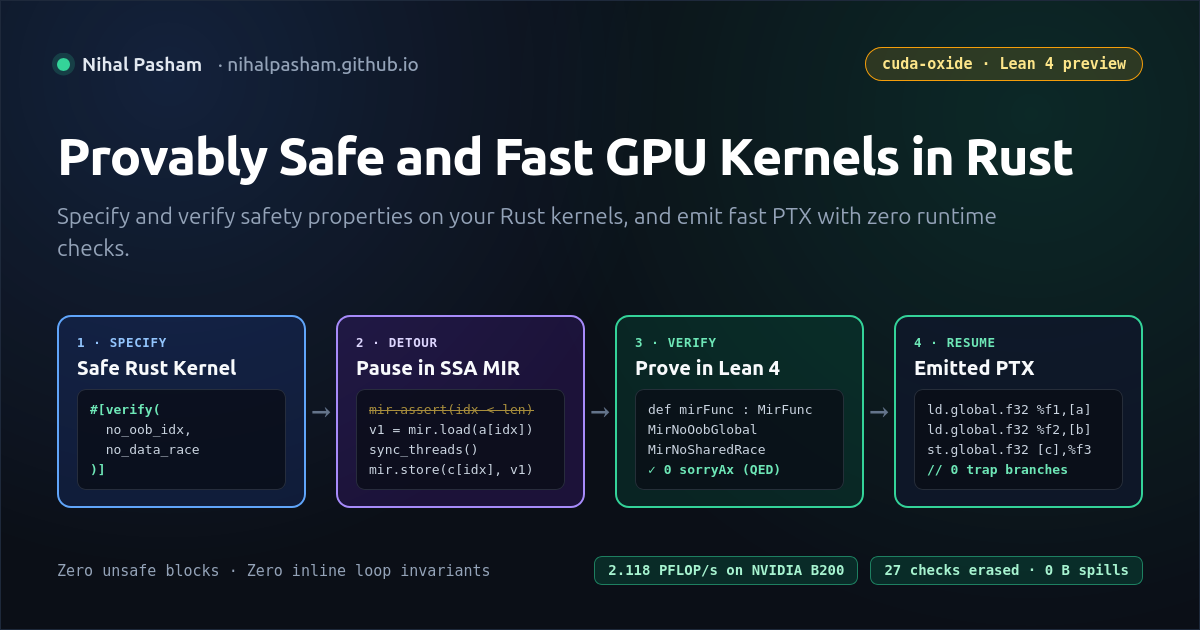 Nihal Pasham · nihalpasham.github.io
cuda-oxide · Lean 4 preview
Provably Safe and Fast GPU Kernels in Rust
Specify and verify safety properties on your Rust kernels, and emit fast PTX with zero runtime
checks.
1 · SPECIFY
Safe Rust Kernel
#[verify(
no_oob_idx,
no_data_race
)]
→
2 · DETOUR
Pause in SSA MIR
mir.assert(idx < len)
v1 = mir.load(a[idx])
sync_threads()
mir.store(c[idx], v1)
→
3 · VERIFY
Prove in Lean 4
def mirFunc : MirFunc
MirNoOobGlobal
MirNoSharedRace
✓ 0 sorryAx (QED)
→
4 · RESUME
Emitted PTX
ld.global.f32 %f1,[a]
ld.global.f32 %f2,[b]
st.global.f32 [c],%f3
// 0 trap branches
Zero unsafe blocks · Zero inline loop invariants
2.118 PFLOP/s on NVIDIA B200
27 checks erased · 0 B spills